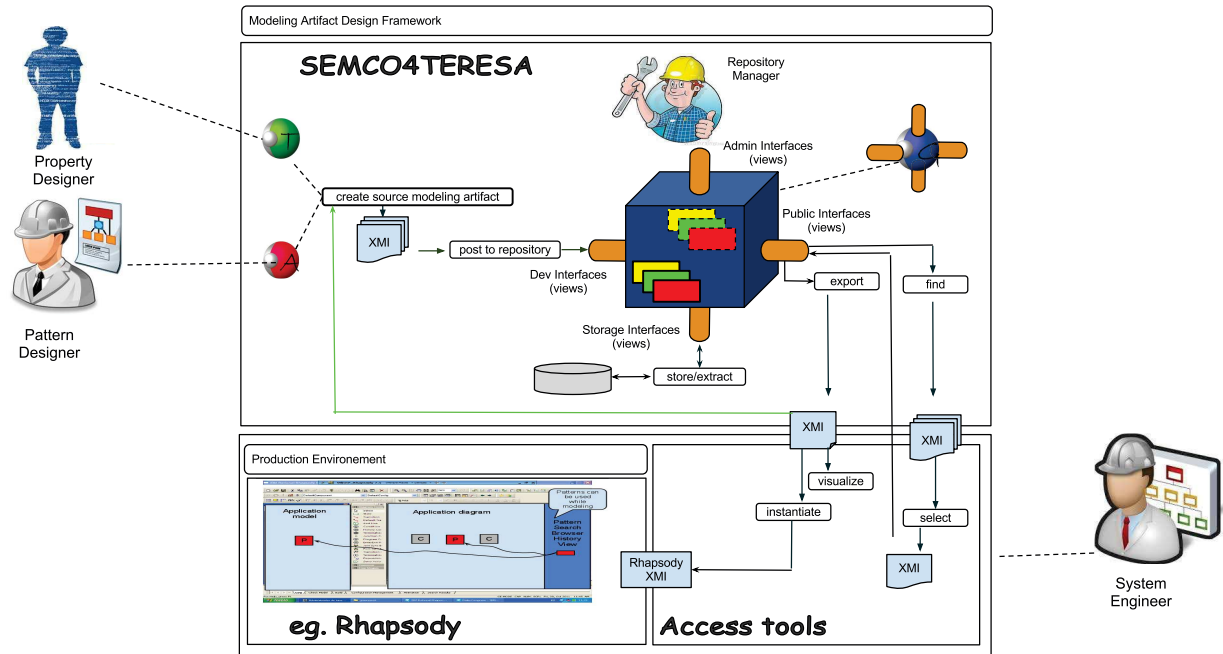 Modeling Artifact Design Framework
SEMCO4TERESA
Repository
Manager
Property
Designer
T
Admin Interfaces
(views)
create source modeling artifact
Public Interfaces
(views)
XMI
post to repository
A
Dev Interfaces
(views)
export
find
Pattern
Designer
Storage Interfaces
(views)
store/extract
XMI
XMI
Production Environement
visualize
Patterns can
be used
while
modeling
Application
model
Application diagram
instantiate
select
Pattern
Search
Browser
History
View
P
C
P
C
Rhapsody
XMI
XMI
System
Engineer
eg. Rhapsody
Access tools